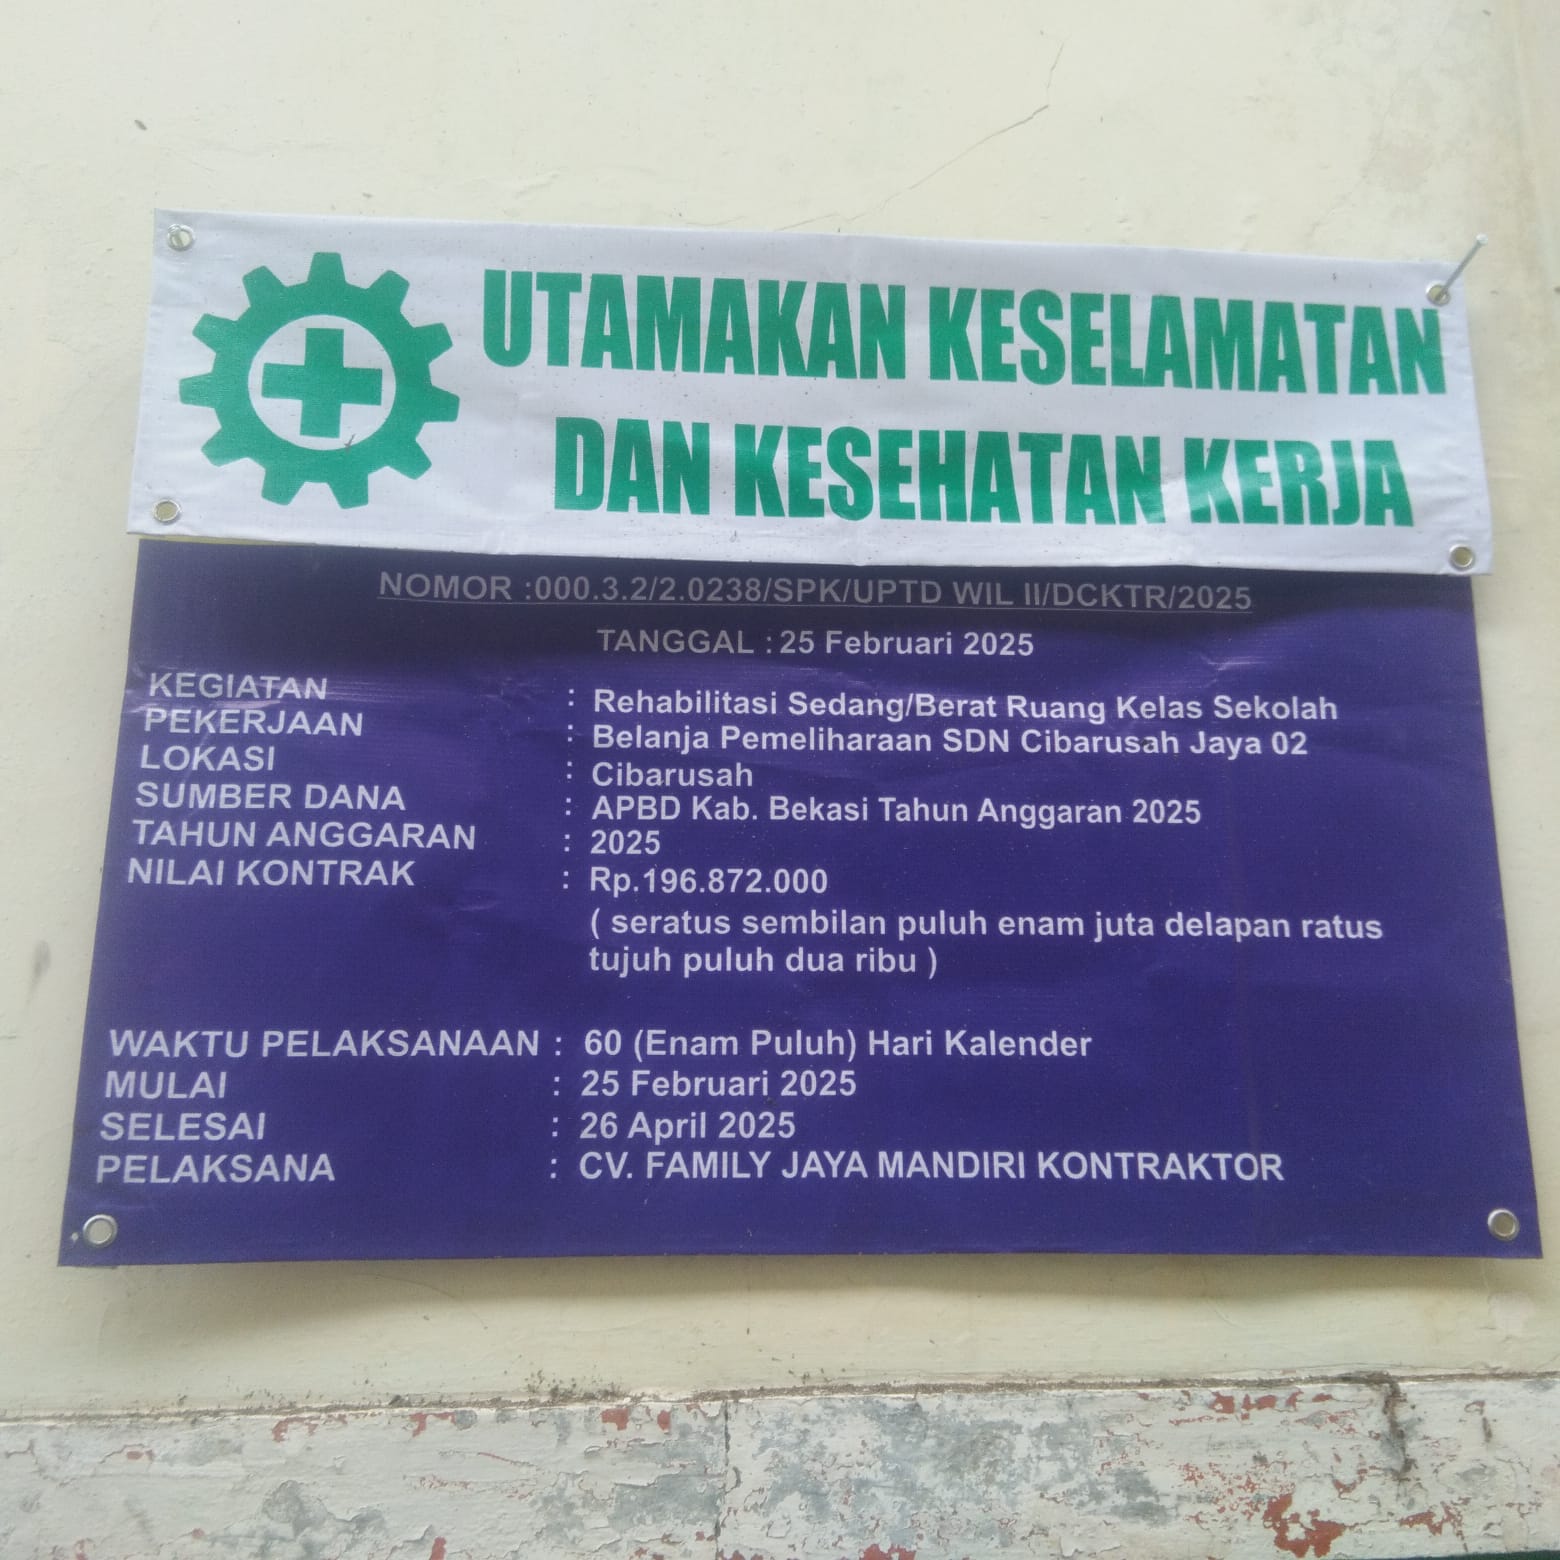 UTAMAKAN KESELAMATAN
DAN KESEHATAN KERJA
NOMOR :000.3.2/2.0238/SPK/UPTD WIL II/DCKTR/2025
TANGGAL : 25 Februari 2025
KEGIATAN : Rehabilitasi Sedang/Berat Ruang Kelas Sekolah
PEKERJAAN : Belanja Pemeliharaan SDN Cibarusah Jaya 02
LOKASI : Cibarusah
SUMBER DANA : APBD Kab. Bekasi Tahun Anggaran 2025
TAHUN ANGGARAN : 2025
NILAI KONTRAK : Rp.196.872.000
( seratus sembilan puluh enam juta delapan ratus
tujuh puluh dua ribu )
WAKTU PELAKSANAAN : 60 (Enam Puluh) Hari Kalender
MULAI : 25 Februari 2025
SELESAI : 26 April 2025
PELAKSANA : CV. FAMILY JAYA MANDIRI KONTRAKTOR